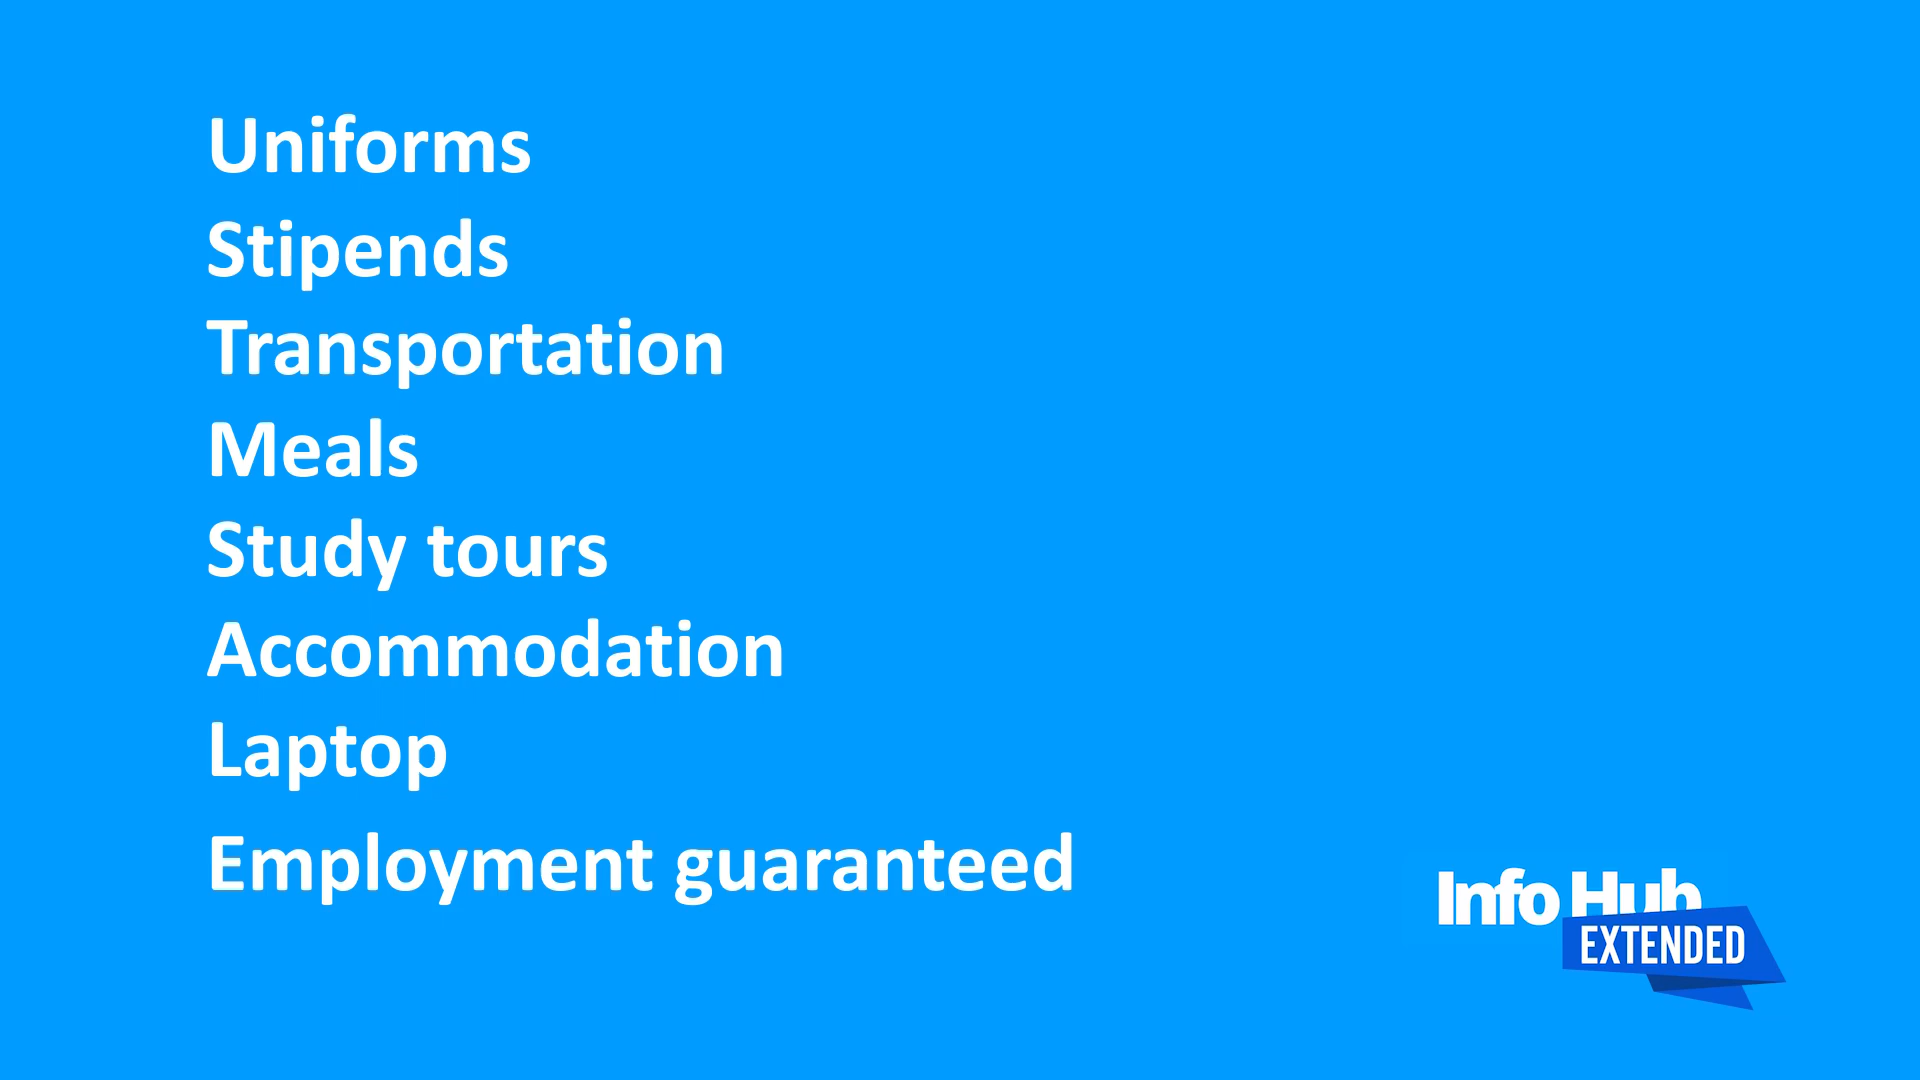 Uniforms
Stipends
Transportation
Meals
Study tours
Accommodation
Laptop
Employment guaranteed
Info Hub
EXTENDED